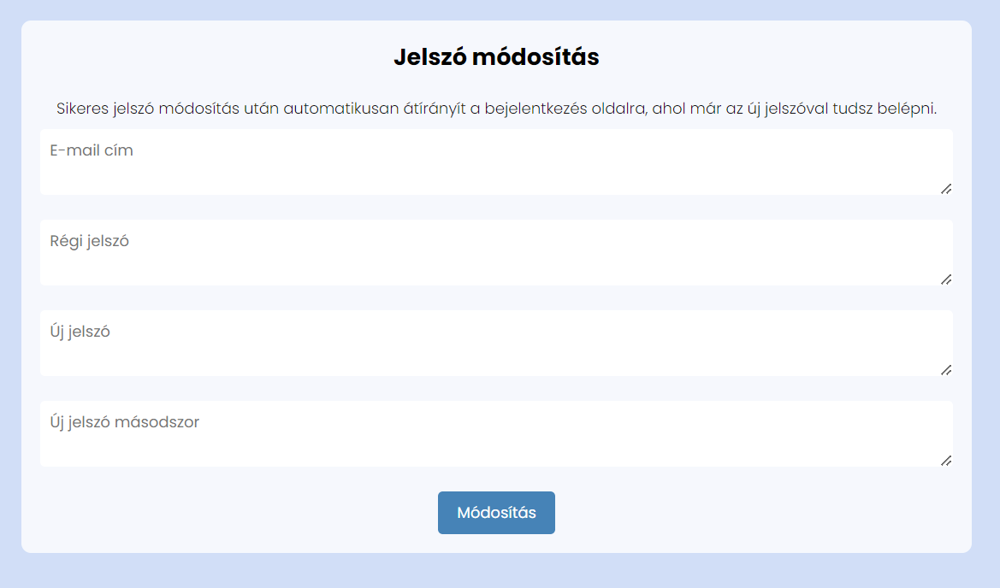 Jelszó módosítás
Sikeres jelszó módosítás után automatikusan átírányít a bejelentkezés oldalra, ahol már az új jelszóval tudsz belépni.
E-mail cím
Régi jelszó
Új jelszó
Új jelszó másodszor
Módosítás